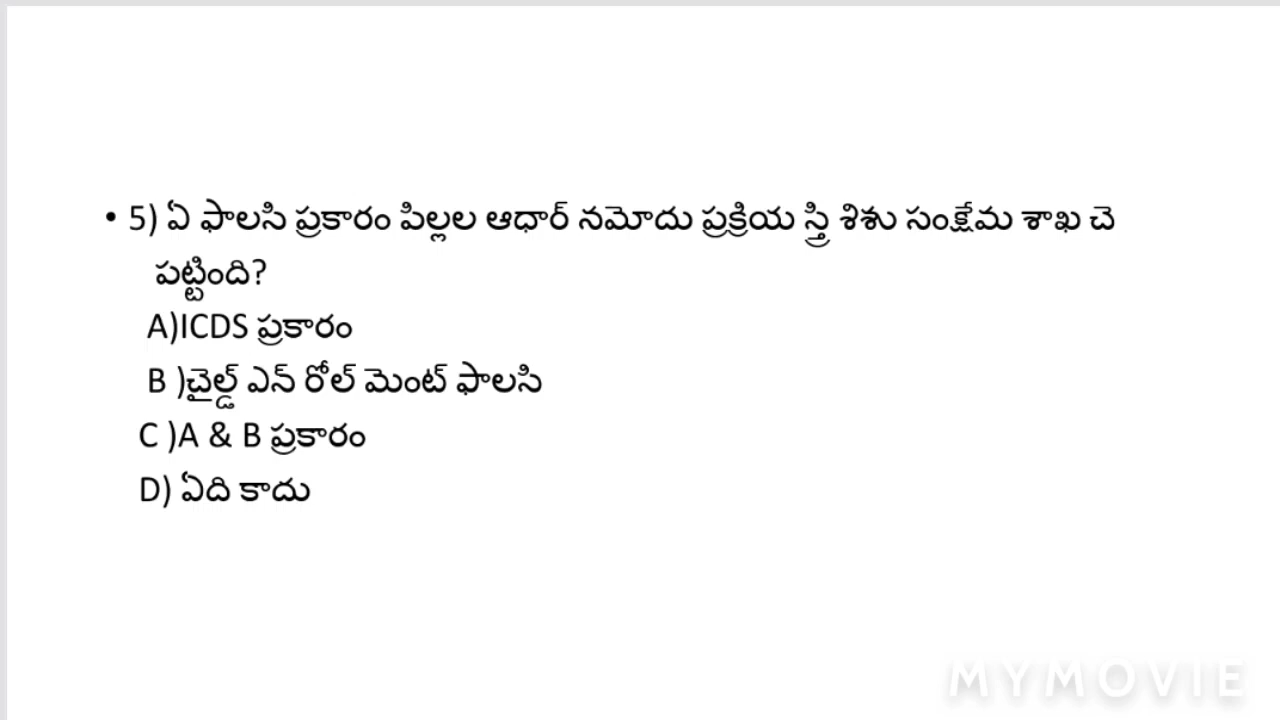 • 5) ఏ ఫాలసి ప్రకారం పిల్లల ఆధార్ నమోదు ప్రక్రియ స్త్రి శిశు సంక్షేమ శాఖ చె
పట్టింది?
A)ICDS ప్రకారం
B )చైల్డ్ ఎన్ రోల్ మెంట్ ఫాలసి
C )A & B ప్రకారం
D) ఏది కాదు
MYMOVIE